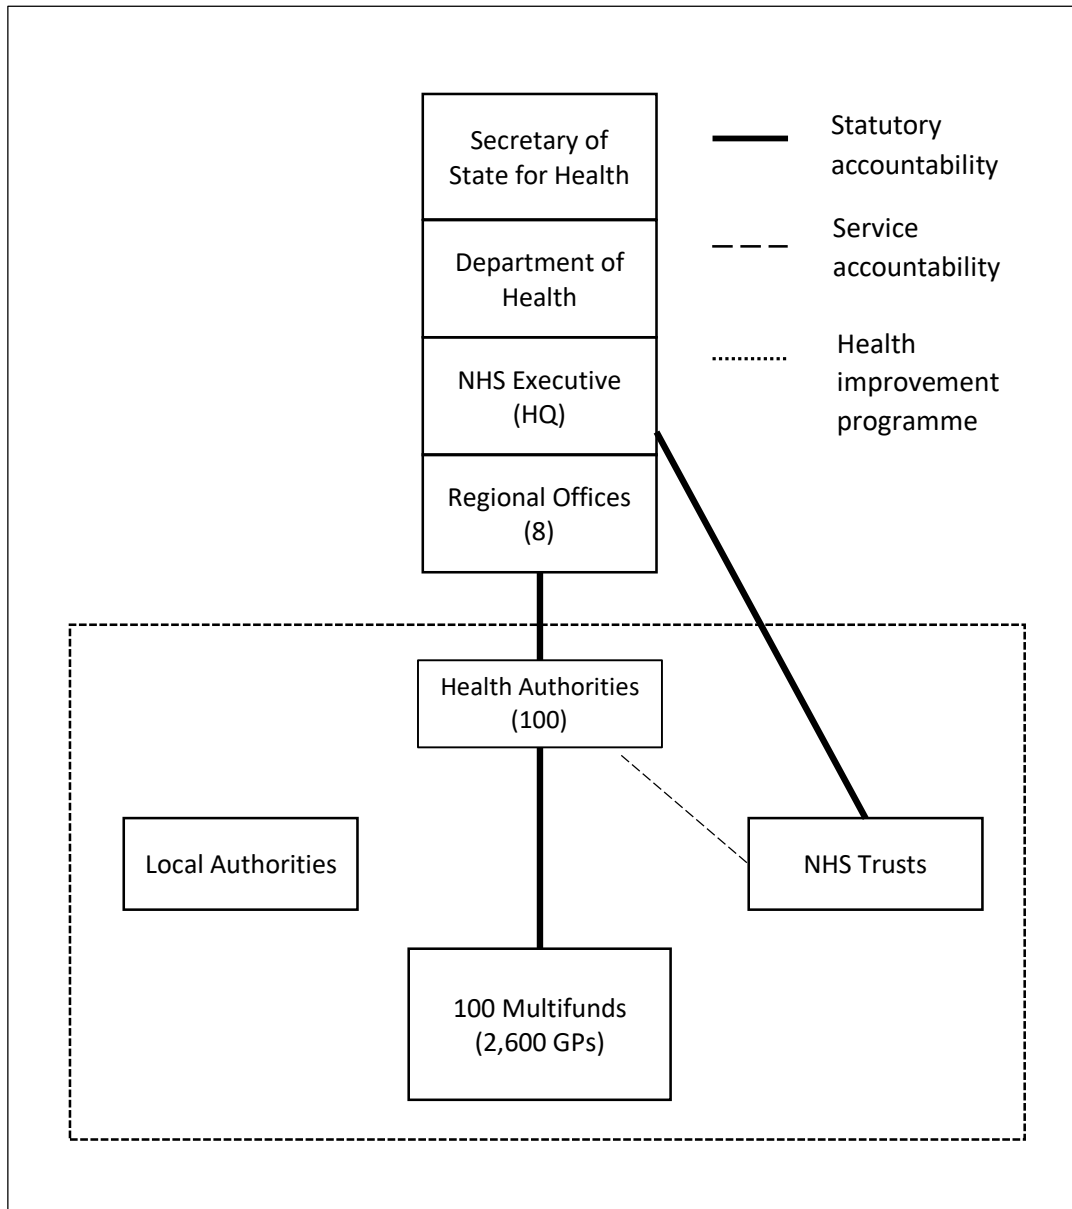 Secretary of
State for Health
Department of
Health
NHS Executive
(HQ)
Regional Offices
(8)
Statutory
accountability
Service
accountability
Health
improvement
programme
Health Authorities
(100)
Local Authorities
NHS Trusts
100 Multifunds
(2,600 GPs)